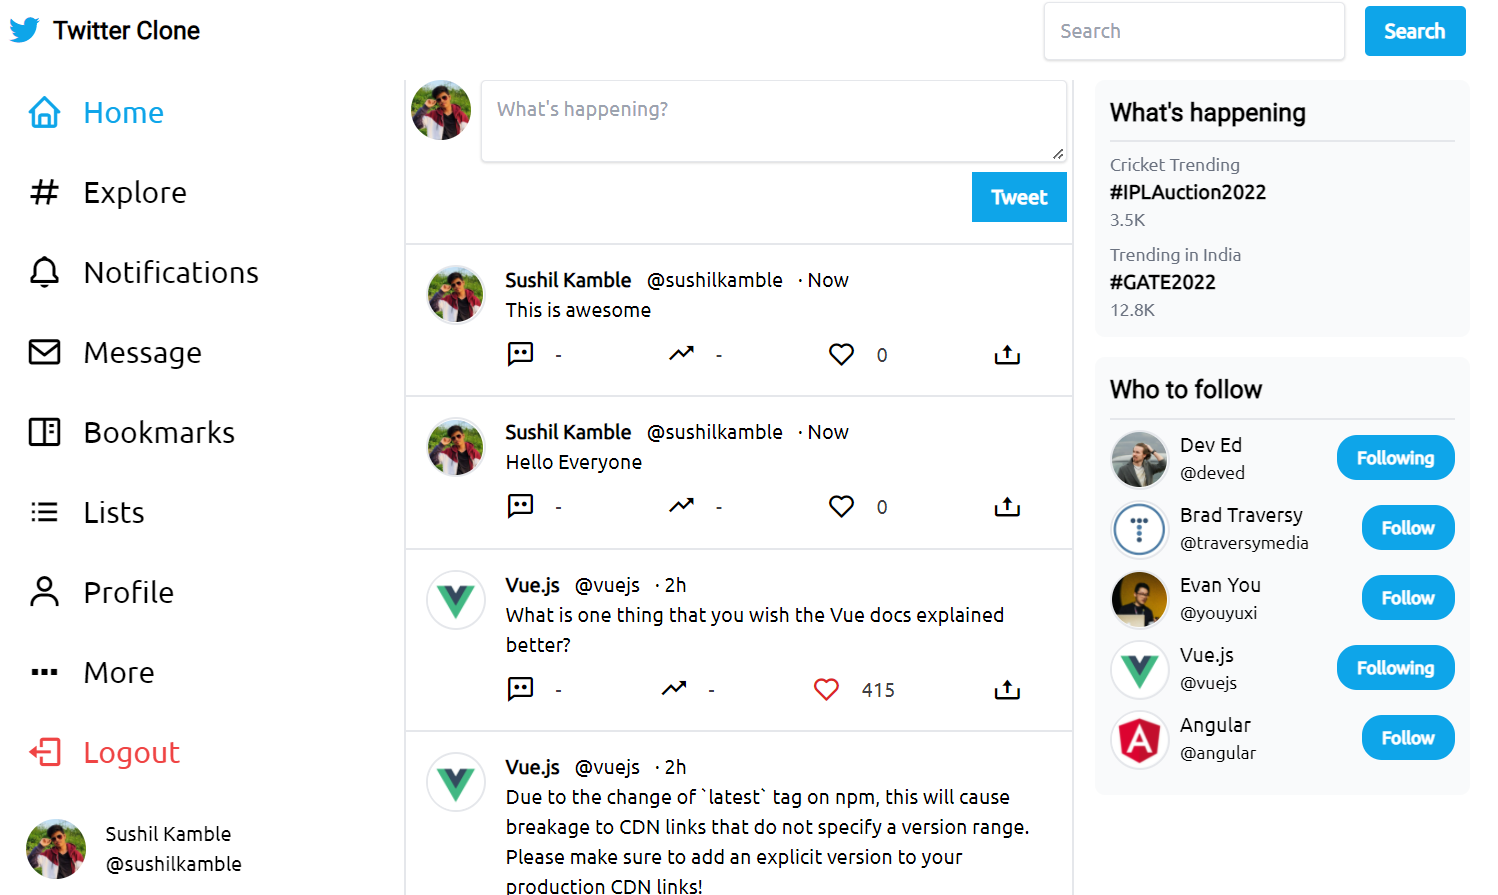 Twitter Clone
Search
Search
Home
Explore
Notifications
Message
Bookmarks
Lists
Profile
More
Logout
Sushil Kamble
@sushilkamble
What's happening?
Tweet
Sushil Kamble @sushilkamble · Now
This is awesome
- - 0
Sushil Kamble @sushilkamble · Now
Hello Everyone
- - 0
Vue.js @vuejs · 2h
What is one thing that you wish the Vue docs explained
better?
- - 415
Vue.js @vuejs · 2h
Due to the change of `latest` tag on npm, this will cause
breakage to CDN links that do not specify a version range.
Please make sure to add an explicit version to your
production CDN links!
What's happening
Cricket Trending
#IPLAuction2022
3.5K
Trending in India
#GATE2022
12.8K
Who to follow
Dev Ed
@deved
Following
Brad Traversy
@traversymedia
Follow
Evan You
@youyuxi
Follow
Vue.js
@vuejs
Following
Angular
@angular
Follow